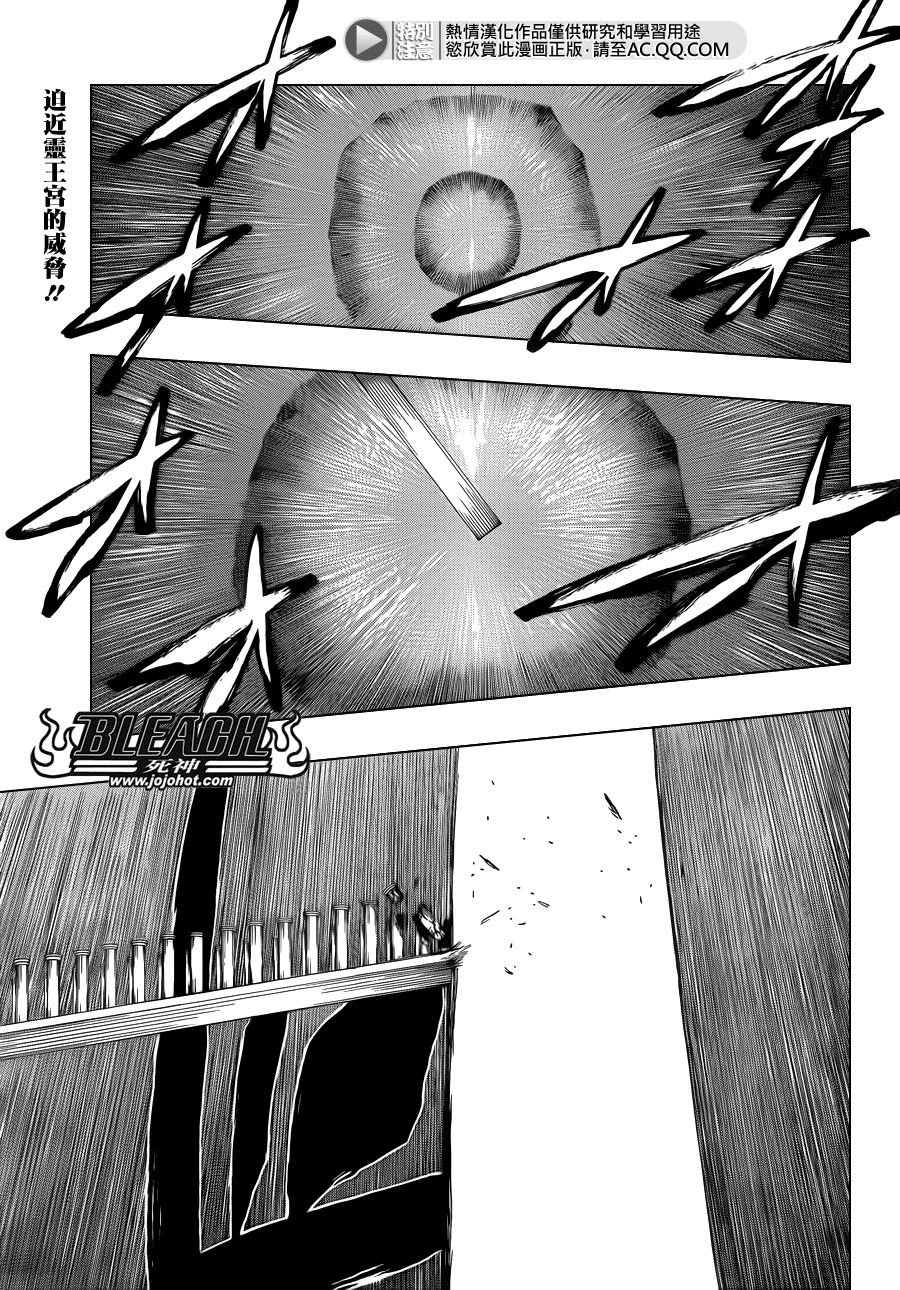 特別
注意
熱情漢化作品僅供研究和學習用途
慾欣賞此漫画正版，請至AC.QQ.COM
迫近靈王宮的威脅!!
BLEACH
死神
www.jojohot.com